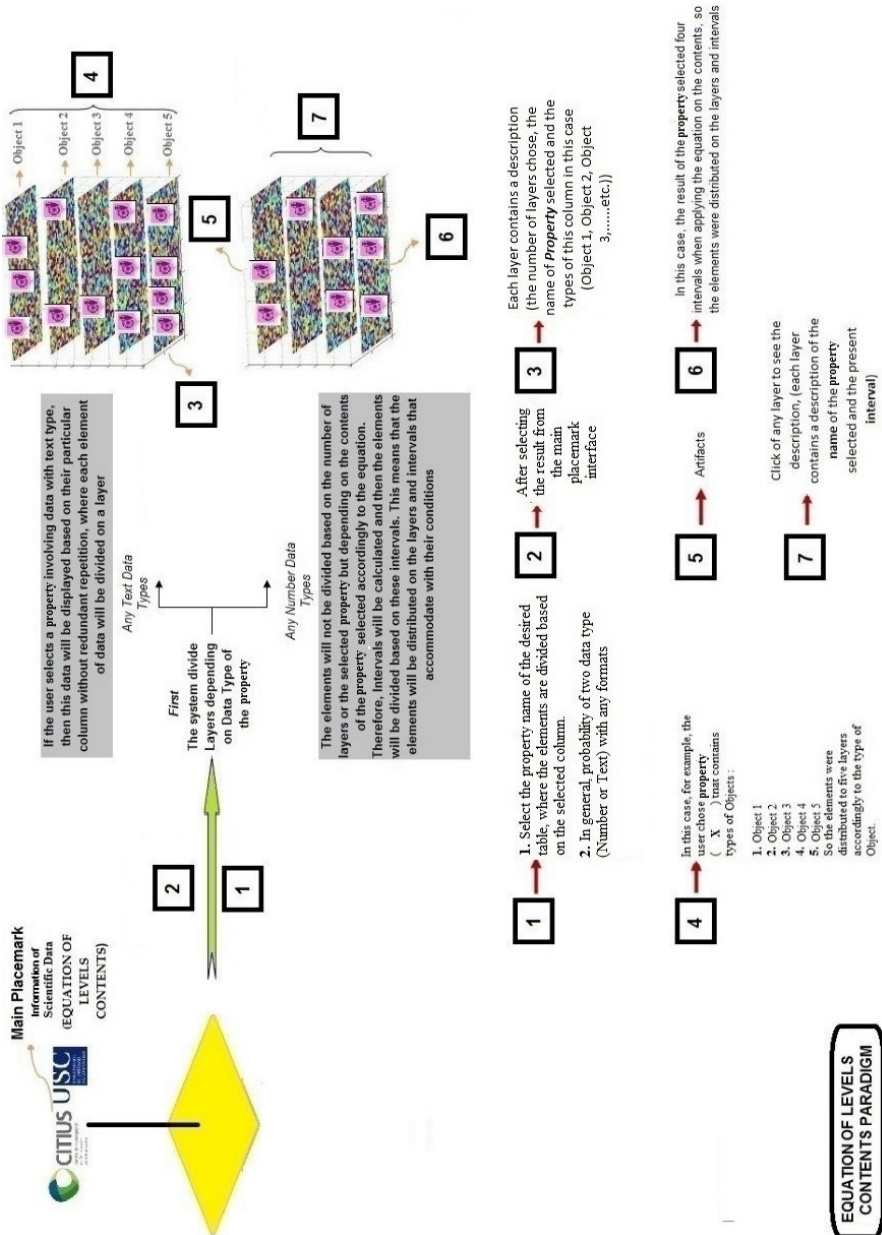 Main Placemark
Information of
Scientific Data
(EQUATION OF
LEVELS
CONTENTS)
CITIUS
USC
2
1
First
The system divide
Layers depending
on Data Type of
the property
Any Text Data
Types
Any Number Data
Types
If the user selects a property involving data with text type,
then this data will be displayed based on their particular
column without redundant repetition, where each element
of data will be divided on a layer
The elements will not be divided based on the number of
layers or the selected property but depending on the contents
of the property selected accordingly to the equation.
Therefore, Intervals will be calculated and then the elements
will be divided based on these intervals. This means that the
elements will be distributed on the layers and intervals that
accommodate with their conditions
Object 1
Object 2
Object 3
Object 4
Object 5
4
3
5
7
6
1
1. Select the property name of the desired
table, where the elements are divided based
on the selected column.
2. In general, probability of two data type
(Number or Text) with any formats
2
After selecting
the result from
the main
placemark
interface
3
Each layer contains a description
(the number of layers chose, the
name of Property selected and the
types of this column in this case
(Object 1, Object 2, Object
3,......etc.))
4
In this case, for example, the
user chose property
( X ) that contains
types of Objects :
1. Object 1
2. Object 2
3. Object 3
4. Object 4
5. Object 5
So the elements were
distributed to five layers
accordingly to the type of
Object.
5
Artifacts
6
In this case, the result of the property selected four
intervals when applying the equation on the contents, so
the elements were distributed on the layers and intervals
7
Click of any layer to see the
description, (each layer
contains a description of the
name of the property
selected and the present
interval)
EQUATION OF LEVELS
CONTENTS PARADIGM